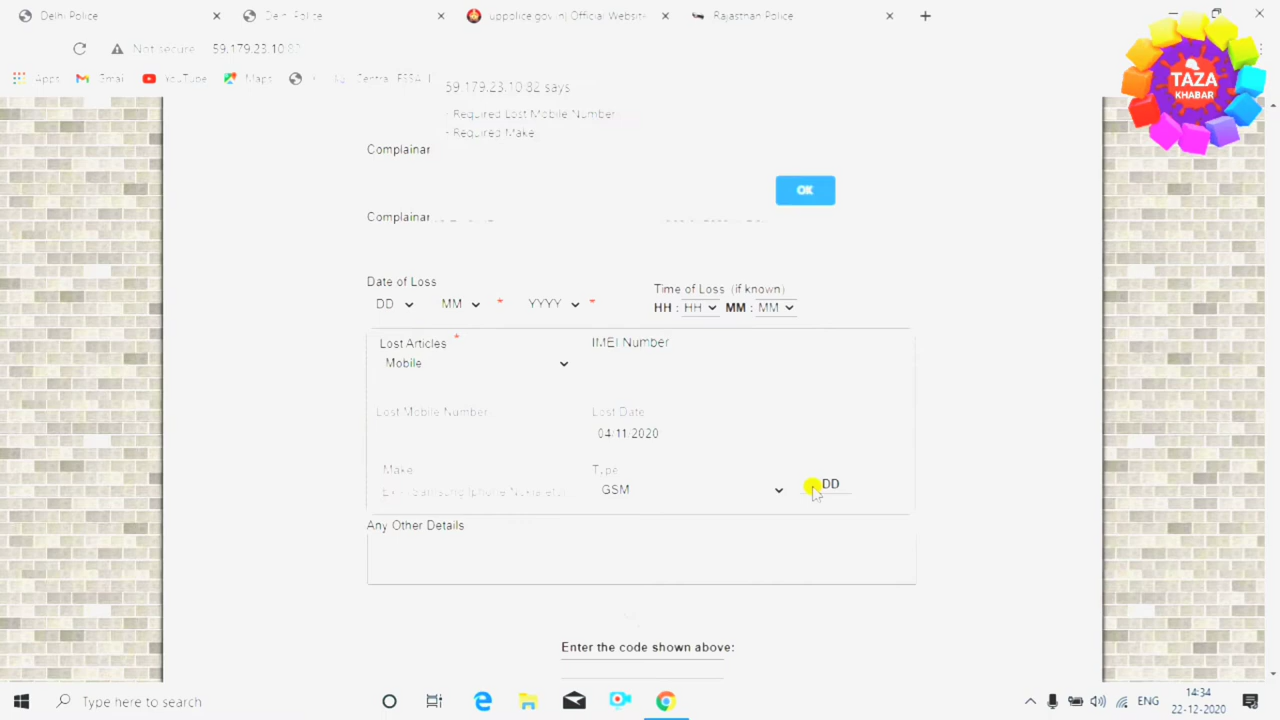 Delhi Police
Delhi Police
uppolice.gov.in| Official Website
Rajasthan Police
Not secure
59.179.23.10:82
Apps
Gmail
YouTube
Maps
59.179.23.10:82 says
- Required Lost Mobile Number
- Required Make
TAZA
KHABAR
Complainan
OK
Complainan
Date of Loss
Time of Loss (if known)
DD
MM
*
YYYY
*
HH : HH
MM : MM
Lost Articles *
IMEI Number
Mobile
Lost Mobile Number
Lost Date
04/11/2020
Make
Type
GSM
DD
Any Other Details
Enter the code shown above:
Type here to search
ENG
14:34
22-12-2020